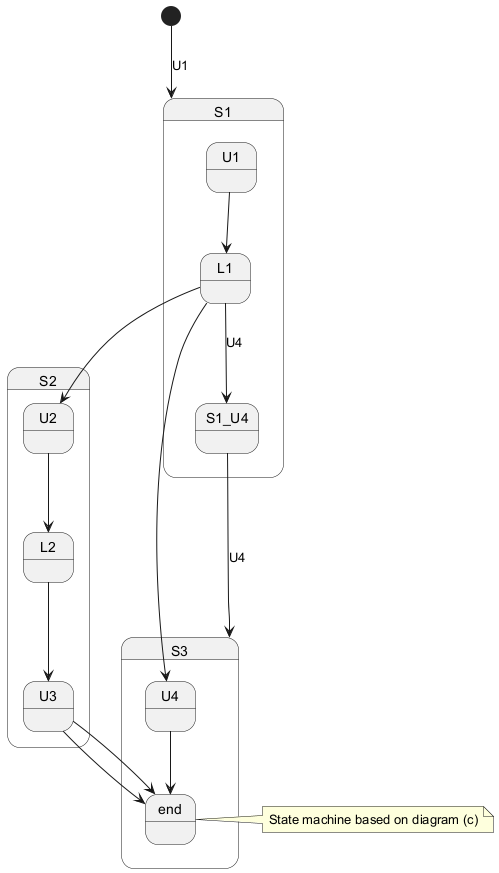 U1
S1
U1
L1
U4
S2
U2
S1_U4
L2
U4
S3
U3
U4
end
State machine based on diagram (c)